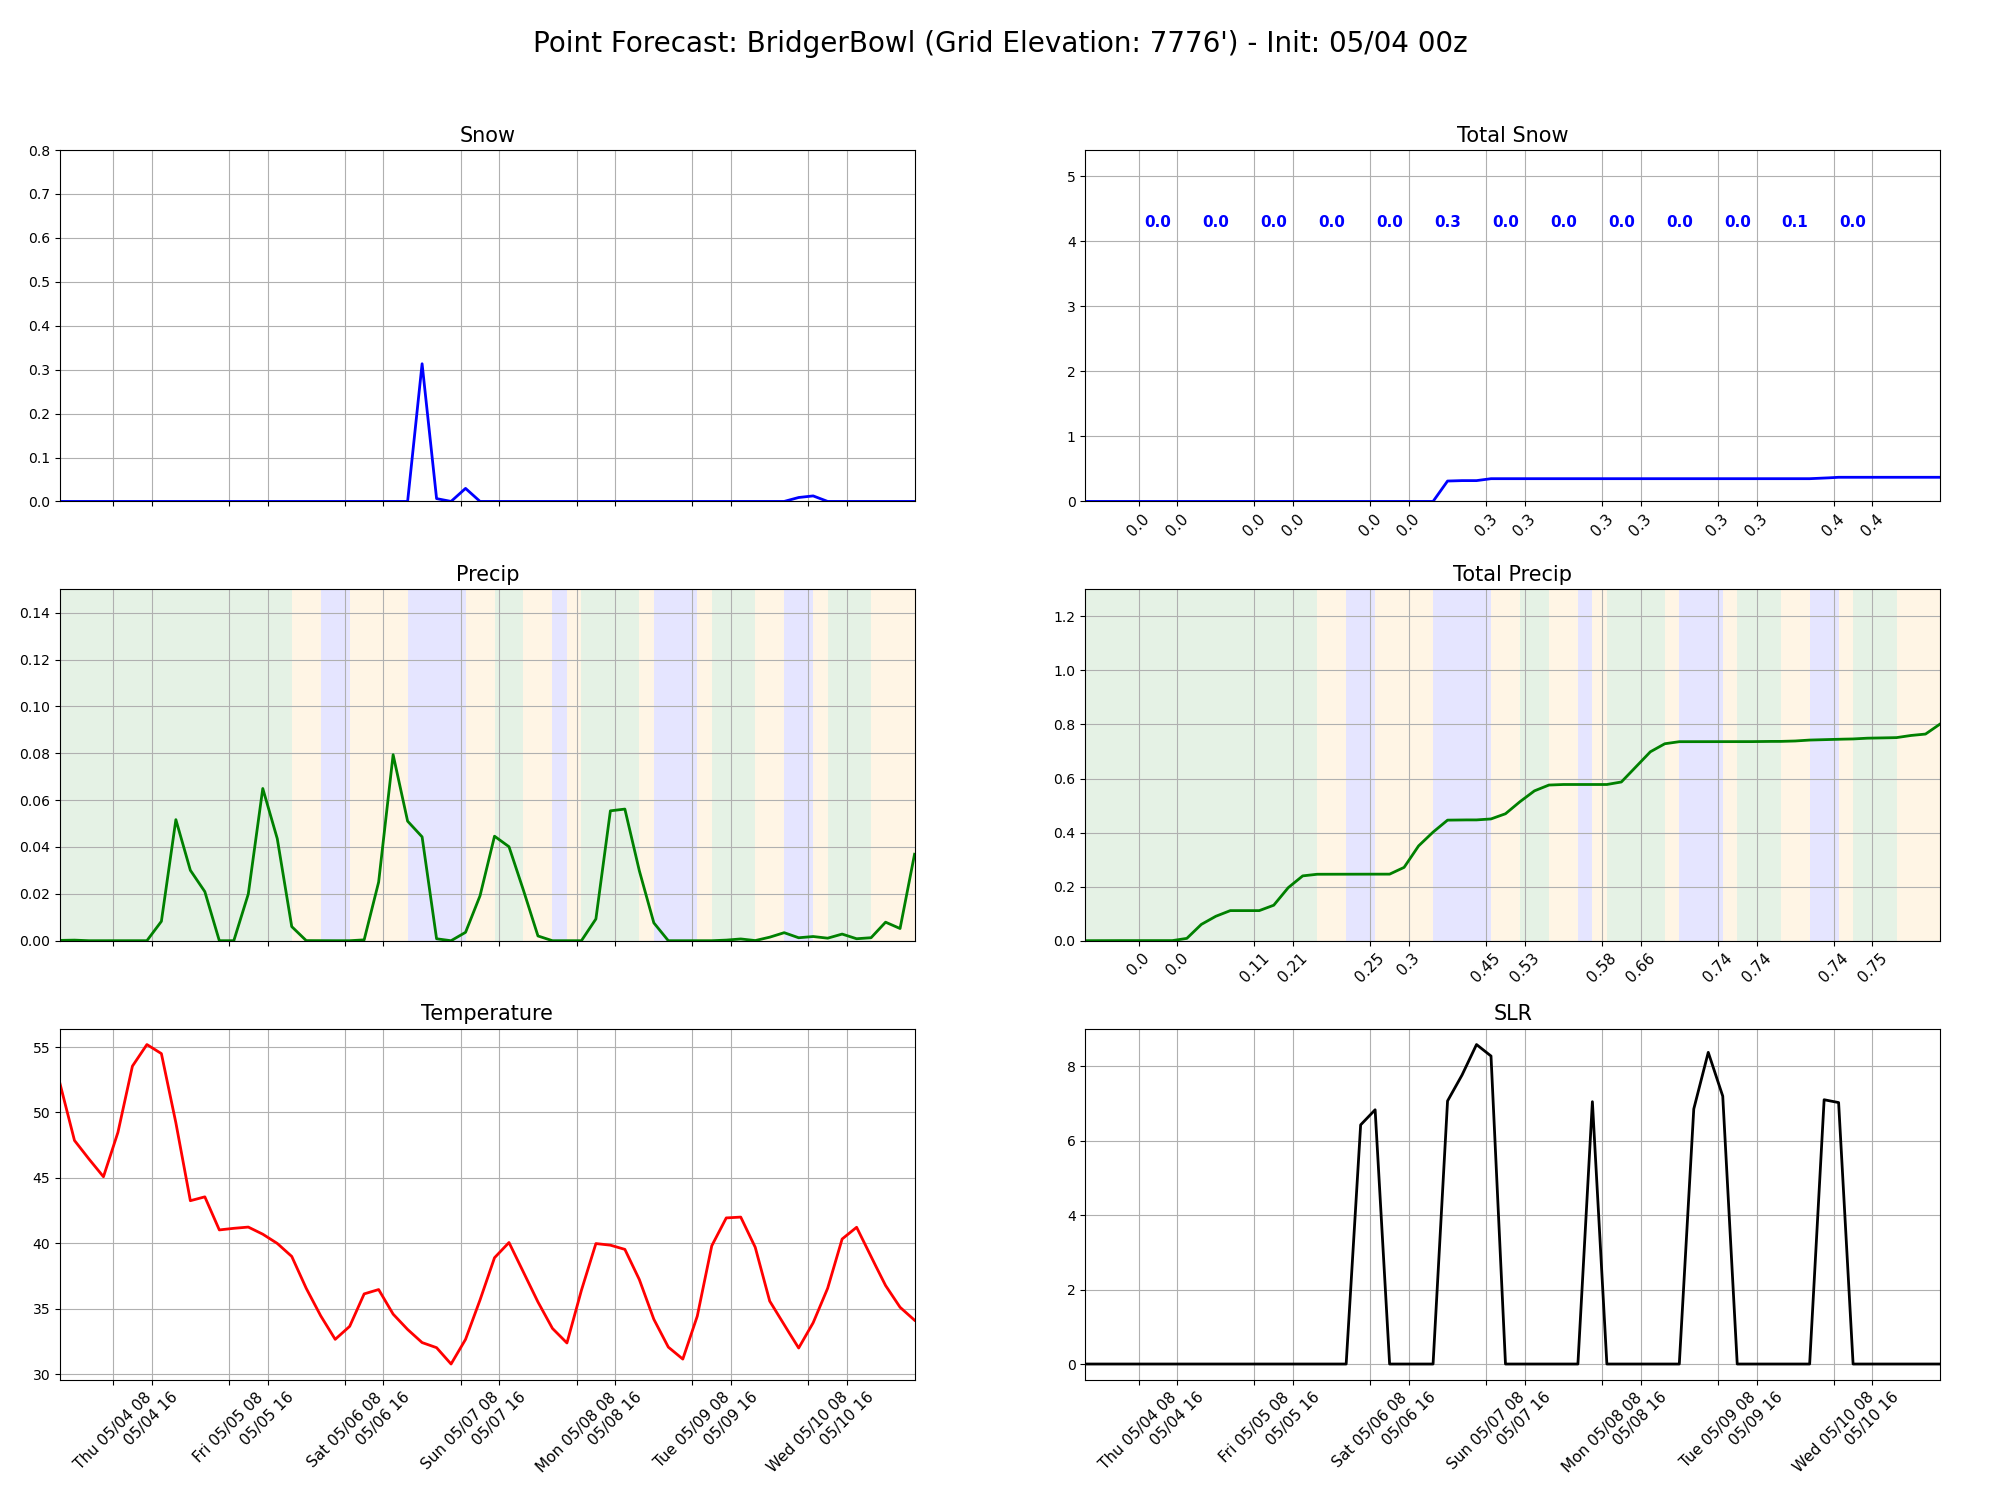 Point Forecast: BridgerBowl (Grid Elevation: 7776') - Init: 05/04 00z
Snow
0.8
0.7
0.6
0.5
0.4
0.3
0.2
0.1
0.0
Total Snow
5
4
3
2
1
0
0.0 0.0 0.0 0.0 0.0 0.3 0.0 0.0 0.0 0.0 0.0 0.1 0.0
0.0 0.0 0.0 0.0 0.0 0.0 0.3 0.3 0.3 0.3 0.3 0.3 0.4 0.4
Precip
0.14
0.12
0.10
0.08
0.06
0.04
0.02
0.00
Total Precip
1.2
1.0
0.8
0.6
0.4
0.2
0.0
0.0 0.0 0.11 0.21 0.25 0.3 0.45 0.53 0.58 0.66 0.74 0.74 0.74 0.75
Temperature
55
50
45
40
35
30
Thu 05/04 08
05/04 16
Fri 05/05 08
05/05 16
Sat 05/06 08
05/06 16
Sun 05/07 08
05/07 16
Mon 05/08 08
05/08 16
Tue 05/09 08
05/09 16
Wed 05/10 08
05/10 16
SLR
8
6
4
2
0
Thu 05/04 08
05/04 16
Fri 05/05 08
05/05 16
Sat 05/06 08
05/06 16
Sun 05/07 08
05/07 16
Mon 05/08 08
05/08 16
Tue 05/09 08
05/09 16
Wed 05/10 08
05/10 16